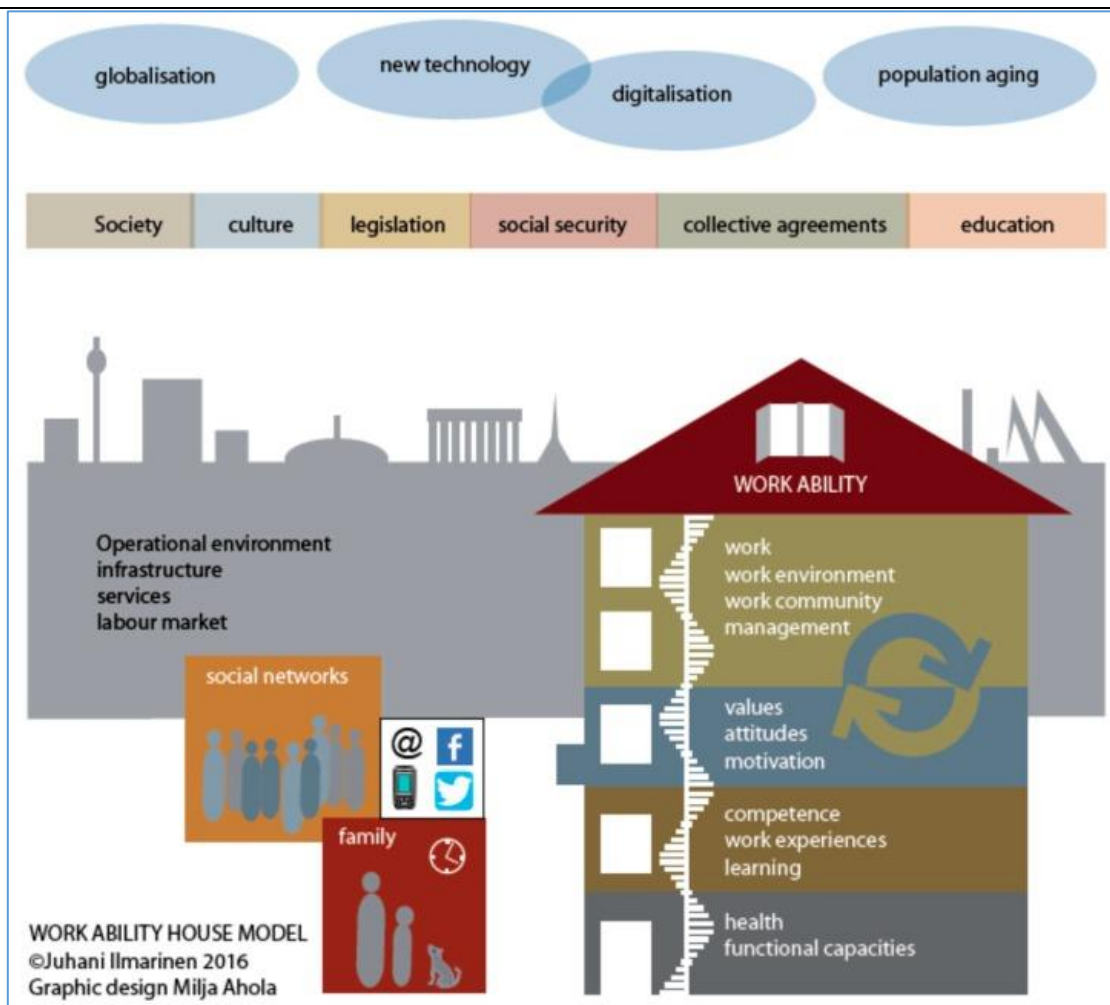 globalisation
new technology
digitalisation
population aging
Society culture legislation social security collective agreements education
WORK ABILITY
Operational environment
infrastructure
services
labour market
work
work environment
work community
management
social networks
values
attitudes
motivation
@
f
family
competence
work experiences
learning
health
functional capacities
WORK ABILITY HOUSE MODEL
©Juhani Ilmarinen 2016
Graphic design Milja Ahola